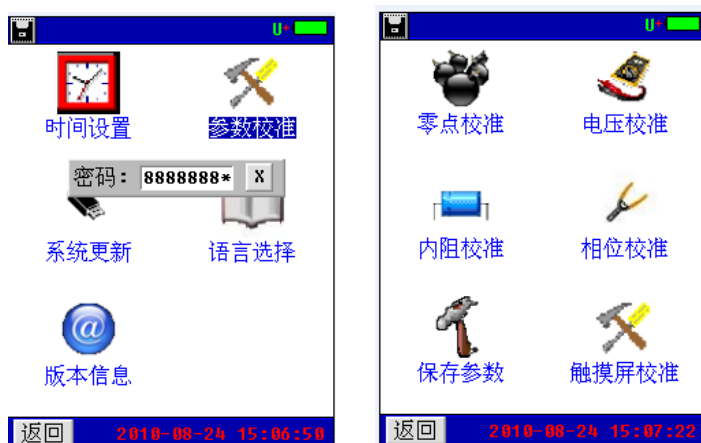 U+
时间设置
参数校准
密码: 8888888* X
系统更新
语言选择
@
版本信息
返回
2010-08-24 15:06:50
U+
零点校准
电压校准
内阻校准
相位校准
保存参数
触摸屏校准
返回
2010-08-24 15:07:22